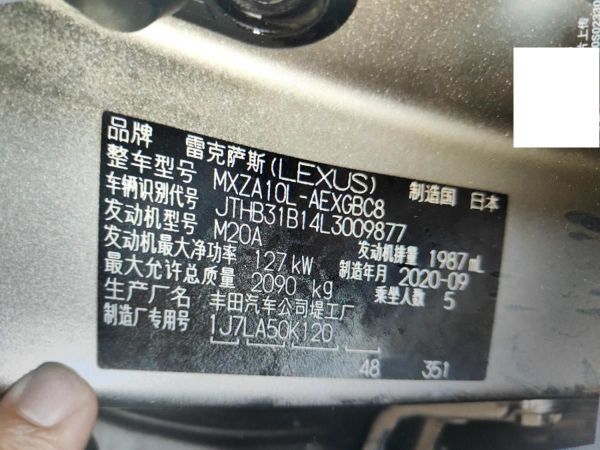 品牌 雷克萨斯(LEXUS) 制造国 日本
整车型号 MXZA10L-AEXGBC8
车辆识别代号 JTHB31B14L3009877
发动机型号 M20A 发动机排量 1987 mL
发动机最大净功率 127 kW 制造年月 2020-09
最大允许总质量 2090 kg 乘坐人数 5
生产厂名 丰田汽车公司堤工厂
制造厂专用号 1J7LA50K120
48 351
片上传